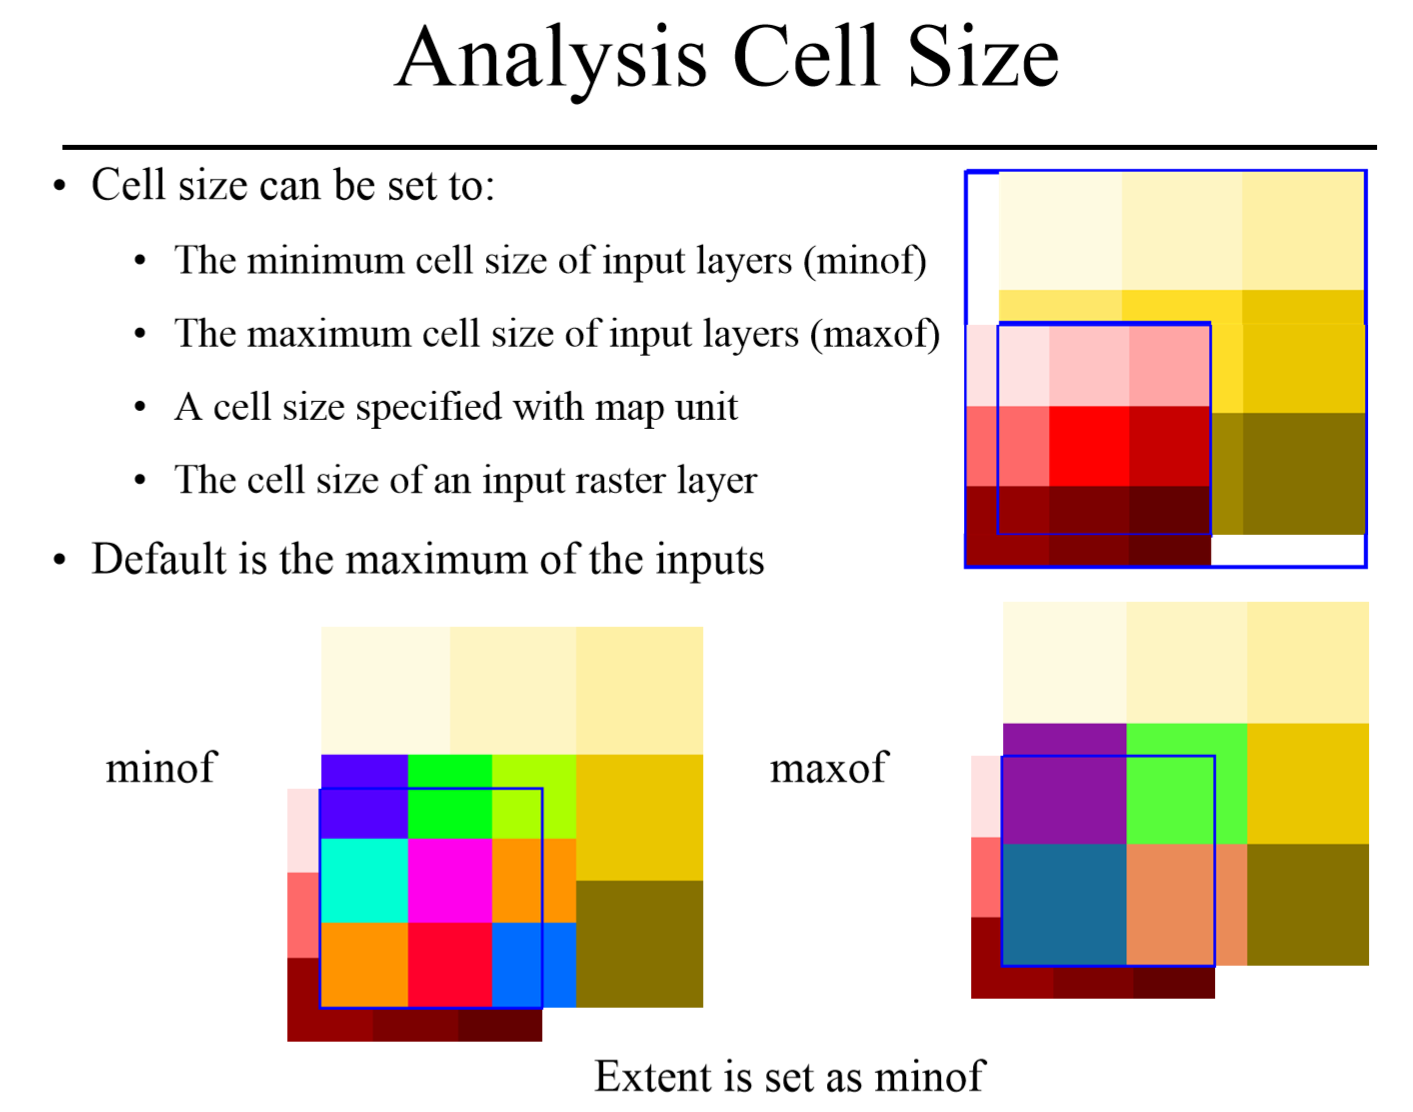 Analysis Cell Size
• Cell size can be set to:
• The minimum cell size of input layers (minof)
• The maximum cell size of input layers (maxof)
• A cell size specified with map unit
• The cell size of an input raster layer
• Default is the maximum of the inputs
minof
maxof
Extent is set as minof